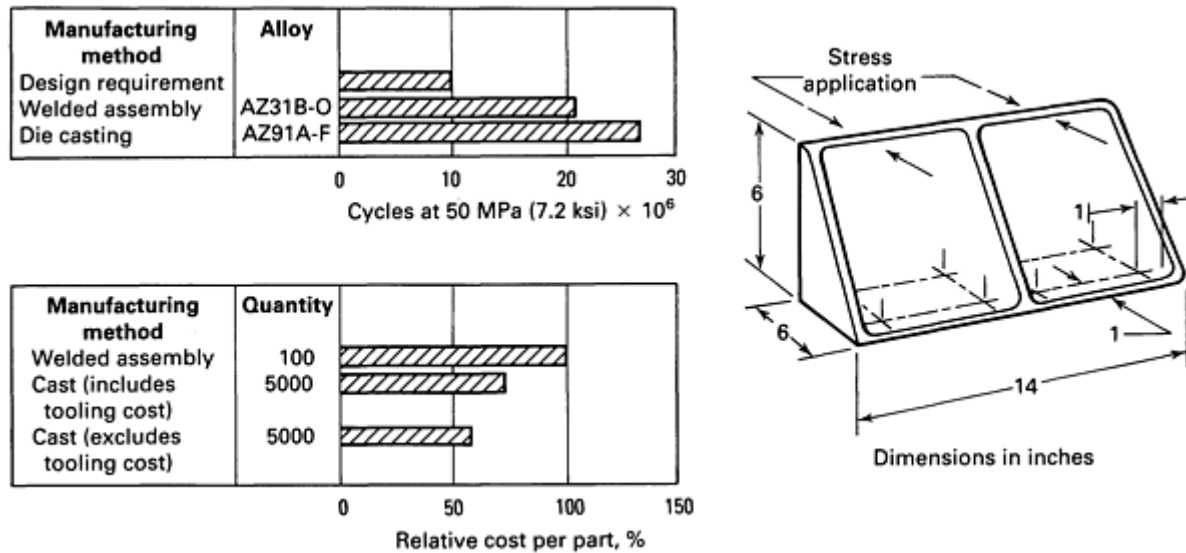 Manufacturing method
Alloy
Design requirement
Welded assembly AZ31B-O
Die casting AZ91A-F
0 10 20 30
Cycles at 50 MPa (7.2 ksi) × 10⁶
Manufacturing method
Quantity
Welded assembly 100
Cast (includes 5000
tooling cost)
Cast (excludes 5000
tooling cost)
0 50 100 150
Relative cost per part, %
Stress
application
6
1
6
1
14
Dimensions in inches